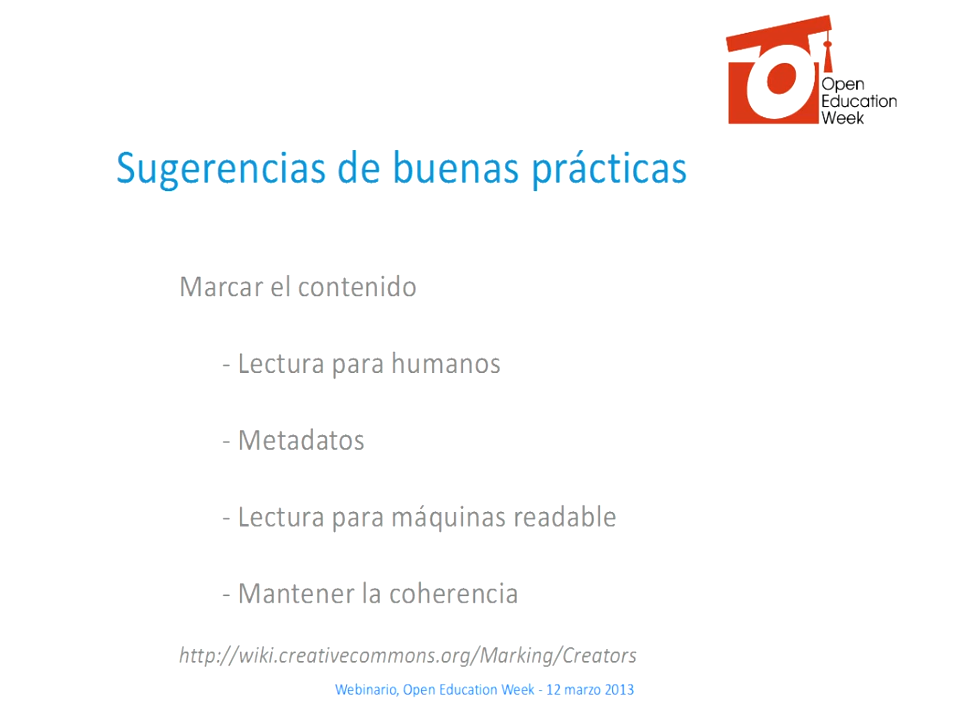 Open
Education
Week
Sugerencias de buenas prácticas
Marcar el contenido
- Lectura para humanos
- Metadatos
- Lectura para máquinas readable
- Mantener la coherencia
http://wiki.creativecommons.org/Marking/Creators
Webinario, Open Education Week - 12 marzo 2013